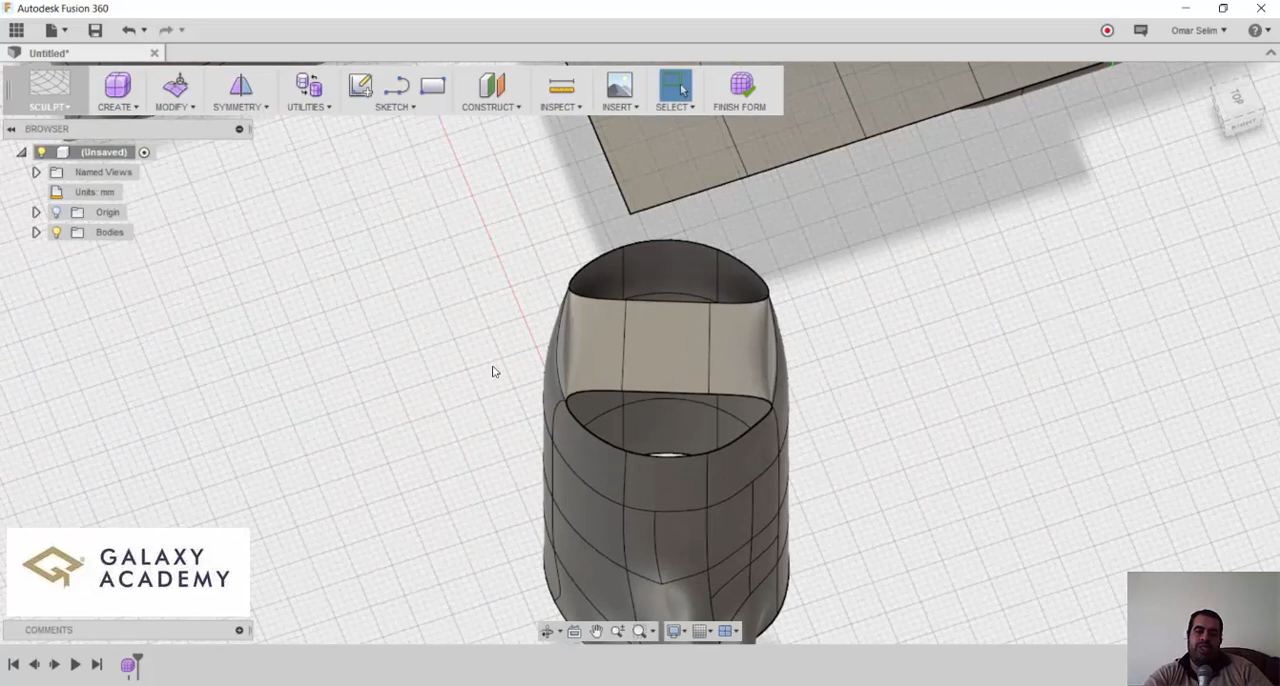 Autodesk Fusion 360
Omar Selim
Untitled*
SCULPT CREATE MODIFY SYMMETRY UTILITIES SKETCH CONSTRUCT INSPECT INSERT SELECT FINISH FORM
TOP
BROWSER
(Unsaved)
Named Views
Units: mm
Origin
Bodies
GALAXY
ACADEMY
COMMENTS